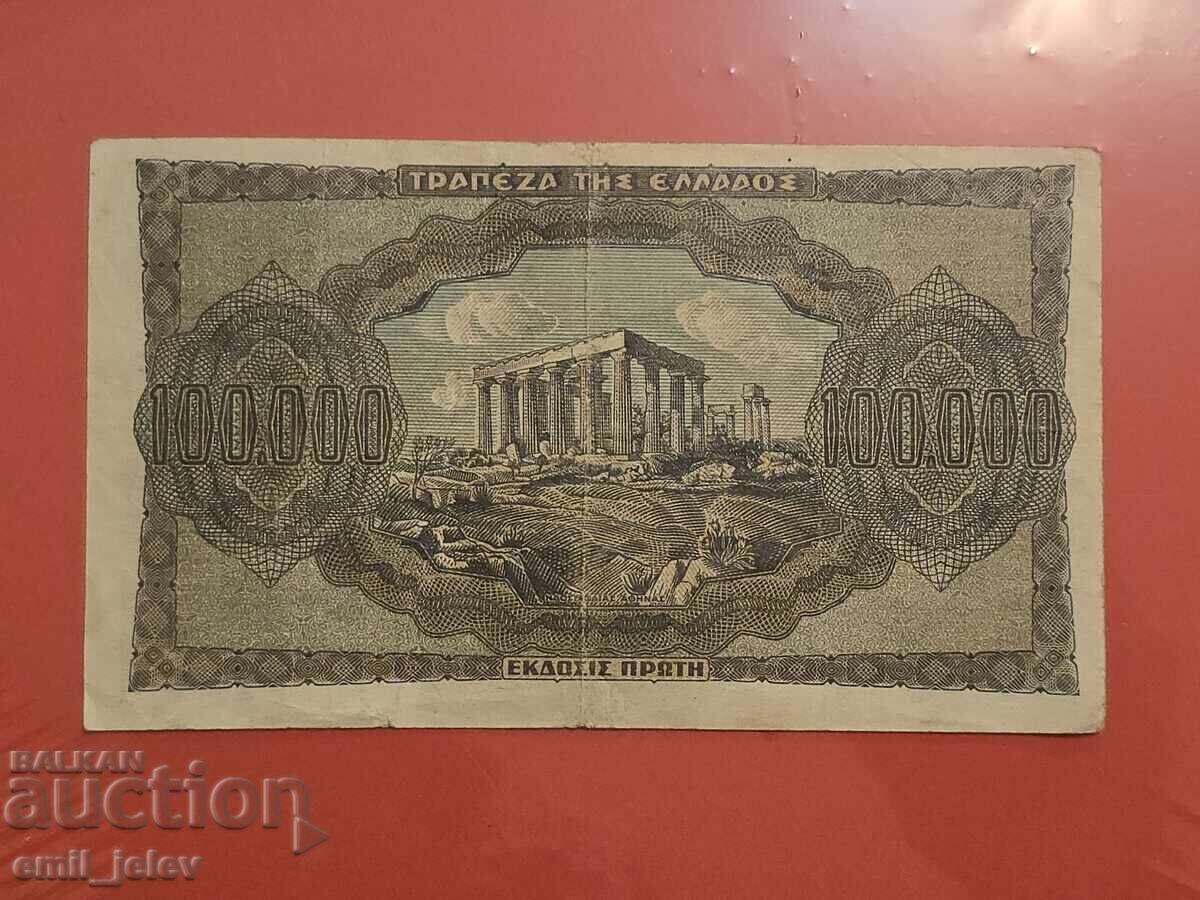 ΤΡΑΠΕΖΑ ΤΗΣ ΕΛΛΑΔΟΣ
100.000 100.000
ΕΚΔΟΣΙΣ ΠΡΩΤΗ
BALKAN
auction
emil_jelev